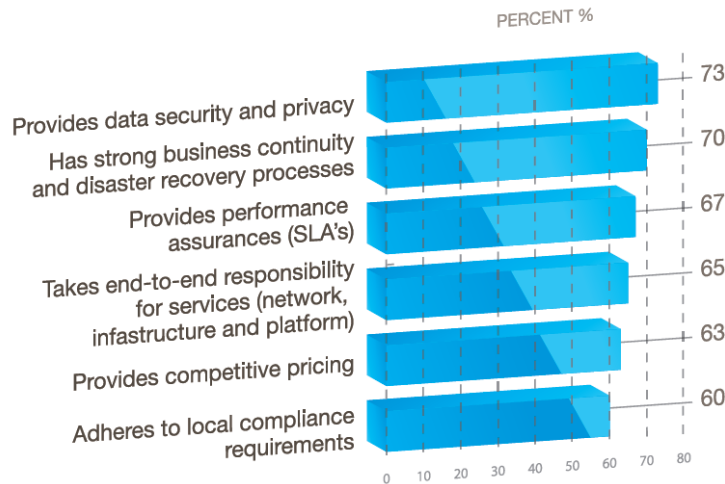 PERCENT %
Provides data security and privacy
73
Has strong business continuity
and disaster recovery processes
70
Provides performance
assurances (SLA's)
67
Takes end-to-end responsibility
for services (network,
infastructure and platform)
65
Provides competitive pricing
63
Adheres to local compliance
requirements
60
0 10 20 30 40 50 60 70 80